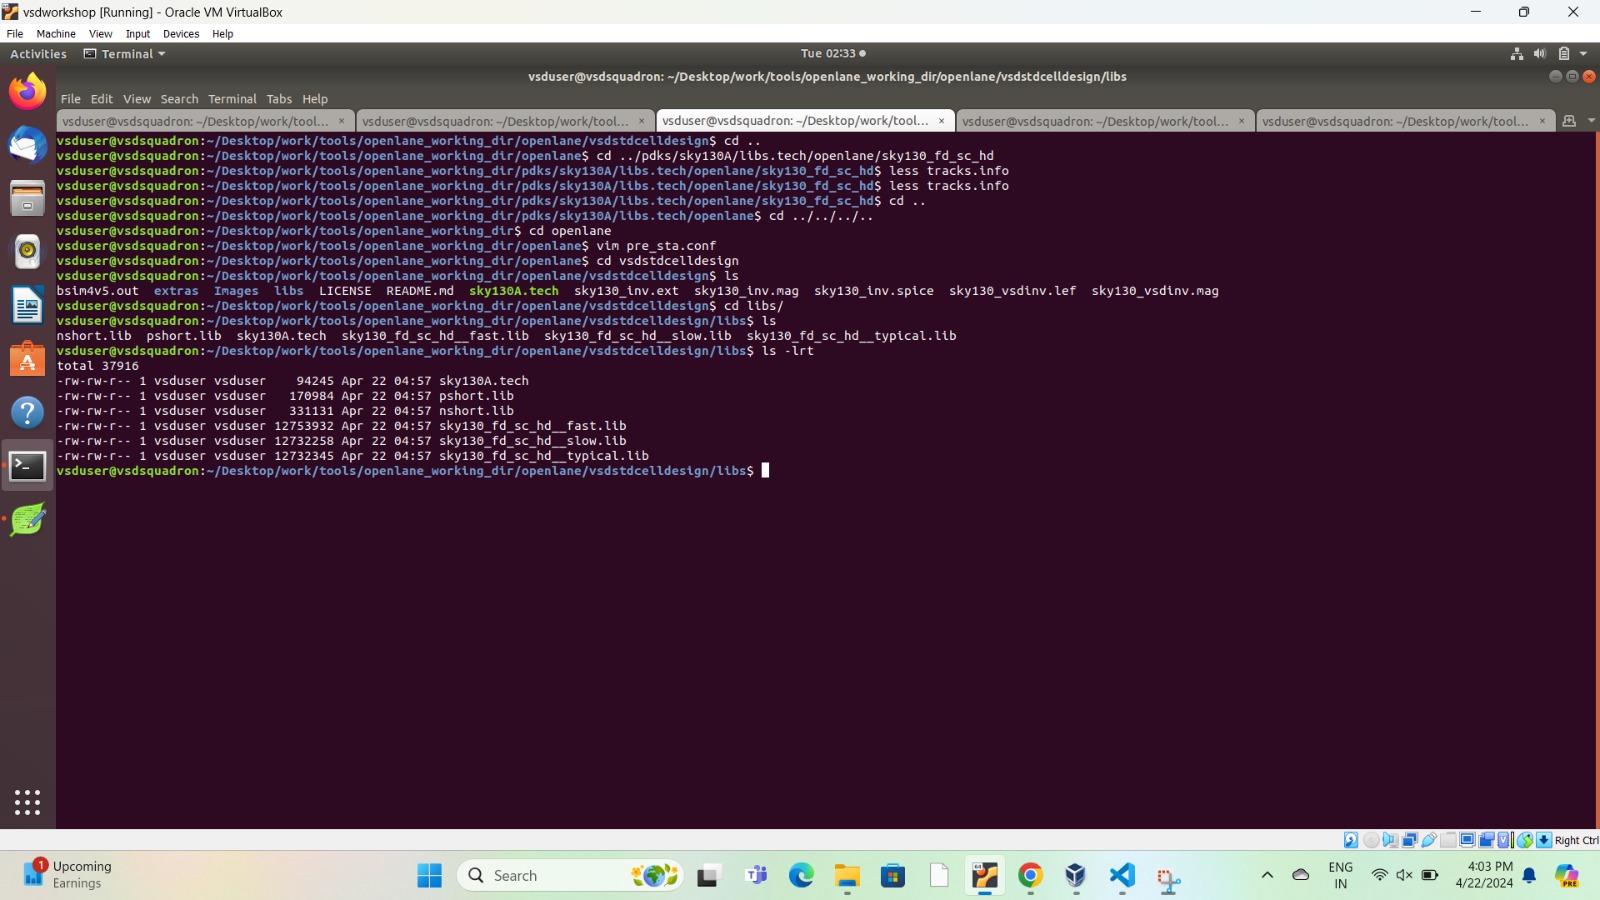 vsdworkshop [Running] - Oracle VM VirtualBox
File Machine View Input Devices Help
Activities Terminal Tue 02:33
vsduser@vsdsquadron: ~/Desktop/work/tools/openlane_working_dir/openlane/vsdstdcelldesign/libs
File Edit View Search Terminal Tabs Help
vsduser@vsdsquadron: ~/Desktop/work/tool... × vsduser@vsdsquadron: ~/Desktop/work/tool... × vsduser@vsdsquadron: ~/Desktop/work/tool... × vsduser@vsdsquadron: ~/Desktop/work/tool... × vsduser@vsdsquadron: ~/Desktop/work/tool... ×
vsduser@vsdsquadron:~/Desktop/work/tools/openlane_working_dir/openlane/vsdstdcelldesign$ cd ..
vsduser@vsdsquadron:~/Desktop/work/tools/openlane_working_dir/openlane$ cd ../pdks/sky130A/libs.tech/openlane/sky130_fd_sc_hd
vsduser@vsdsquadron:~/Desktop/work/tools/openlane_working_dir/pdks/sky130A/libs.tech/openlane/sky130_fd_sc_hd$ less tracks.info
vsduser@vsdsquadron:~/Desktop/work/tools/openlane_working_dir/pdks/sky130A/libs.tech/openlane/sky130_fd_sc_hd$ less tracks.info
vsduser@vsdsquadron:~/Desktop/work/tools/openlane_working_dir/pdks/sky130A/libs.tech/openlane/sky130_fd_sc_hd$ cd ..
vsduser@vsdsquadron:~/Desktop/work/tools/openlane_working_dir/pdks/sky130A/libs.tech/openlane$ cd ../../../..
vsduser@vsdsquadron:~/Desktop/work/tools/openlane_working_dir$ cd openlane
vsduser@vsdsquadron:~/Desktop/work/tools/openlane_working_dir/openlane$ vim pre_sta.conf
vsduser@vsdsquadron:~/Desktop/work/tools/openlane_working_dir/openlane$ cd vsdstdcelldesign
vsduser@vsdsquadron:~/Desktop/work/tools/openlane_working_dir/openlane/vsdstdcelldesign$ ls
bsim4v5.out extras Images libs LICENSE README.md sky130A.tech sky130_inv.ext sky130_inv.mag sky130_inv.spice sky130_vsdinv.lef sky130_vsdinv.mag
vsduser@vsdsquadron:~/Desktop/work/tools/openlane_working_dir/openlane/vsdstdcelldesign$ cd libs/
vsduser@vsdsquadron:~/Desktop/work/tools/openlane_working_dir/openlane/vsdstdcelldesign/libs$ ls
nshort.lib pshort.lib sky130A.tech sky130_fd_sc_hd__fast.lib sky130_fd_sc_hd__slow.lib sky130_fd_sc_hd__typical.lib
vsduser@vsdsquadron:~/Desktop/work/tools/openlane_working_dir/openlane/vsdstdcelldesign/libs$ ls -lrt
total 37916
-rw-rw-r-- 1 vsduser vsduser 94245 Apr 22 04:57 sky130A.tech
-rw-rw-r-- 1 vsduser vsduser 170984 Apr 22 04:57 pshort.lib
-rw-rw-r-- 1 vsduser vsduser 331131 Apr 22 04:57 nshort.lib
-rw-rw-r-- 1 vsduser vsduser 12753932 Apr 22 04:57 sky130_fd_sc_hd__fast.lib
-rw-rw-r-- 1 vsduser vsduser 12732258 Apr 22 04:57 sky130_fd_sc_hd__slow.lib
-rw-rw-r-- 1 vsduser vsduser 12732345 Apr 22 04:57 sky130_fd_sc_hd__typical.lib
vsduser@vsdsquadron:~/Desktop/work/tools/openlane_working_dir/openlane/vsdstdcelldesign/libs$
Right Ctrl
1 Upcoming
Earnings
Search
ENG
IN
4:03 PM
4/22/2024
PRE